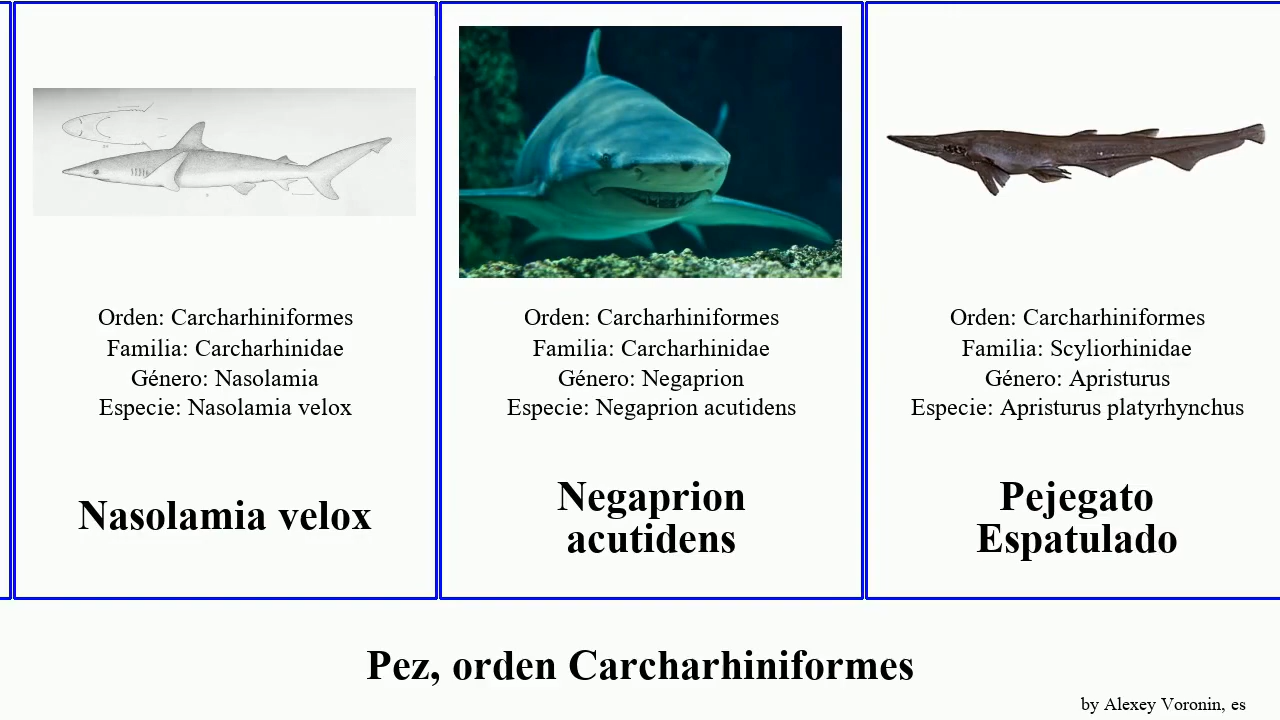 Orden: Carcharhiniformes
Familia: Carcharhinidae
Género: Nasolamia
Especie: Nasolamia velox
Nasolamia velox
Orden: Carcharhiniformes
Familia: Carcharhinidae
Género: Negaprion
Especie: Negaprion acutidens
Negaprion
acutidens
Orden: Carcharhiniformes
Familia: Scyliorhinidae
Género: Apristurus
Especie: Apristurus platyrhynchus
Pejegato
Espatulado
Pez, orden Carcharhiniformes
by Alexey Voronin, es